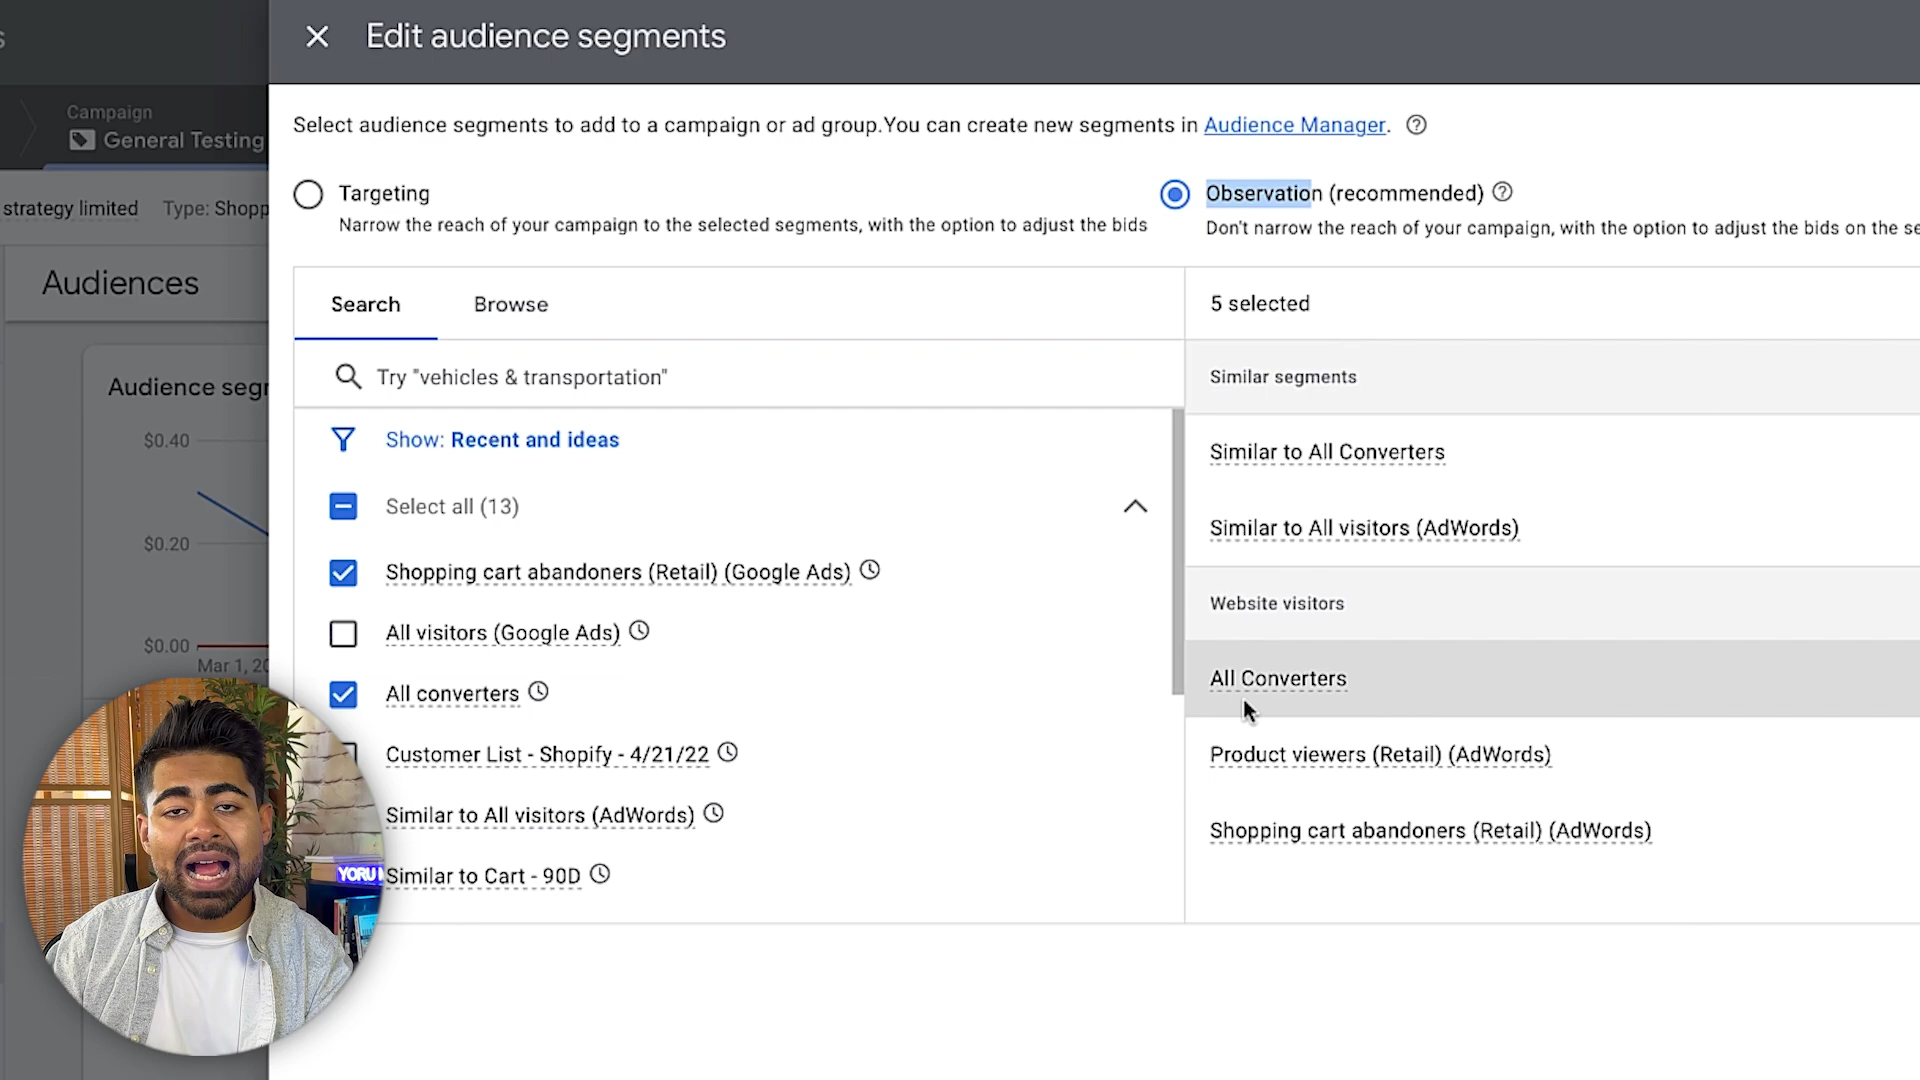 s
Edit audience segments
Campaign
General Testing
strategy limited Type: Shopp
Select audience segments to add to a campaign or ad group.You can create new segments in Audience Manager.
Targeting
Narrow the reach of your campaign to the selected segments, with the option to adjust the bids
Observation (recommended)
Don't narrow the reach of your campaign, with the option to adjust the bids on the se
Audiences
Search Browse
5 selected
Try "vehicles & transportation"
Similar segments
Audience segr
$0.40
$0.20
$0.00
Mar 1, 20
Show: Recent and ideas
Select all (13)
Shopping cart abandoners (Retail) (Google Ads)
All visitors (Google Ads)
All converters
Customer List - Shopify - 4/21/22
Similar to All visitors (AdWords)
Similar to Cart - 90D
Similar to All Converters
Similar to All visitors (AdWords)
Website visitors
All Converters
Product viewers (Retail) (AdWords)
Shopping cart abandoners (Retail) (AdWords)
YORU